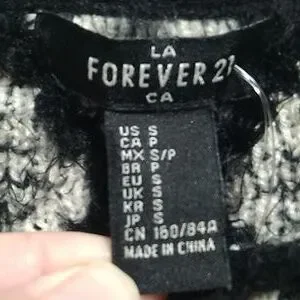 LA
FOREVER 21
CA
US S
CA P
MX S/P
BR P
EU S
UK S
KR S
JP S
CN 160/84A
MADE IN CHINA